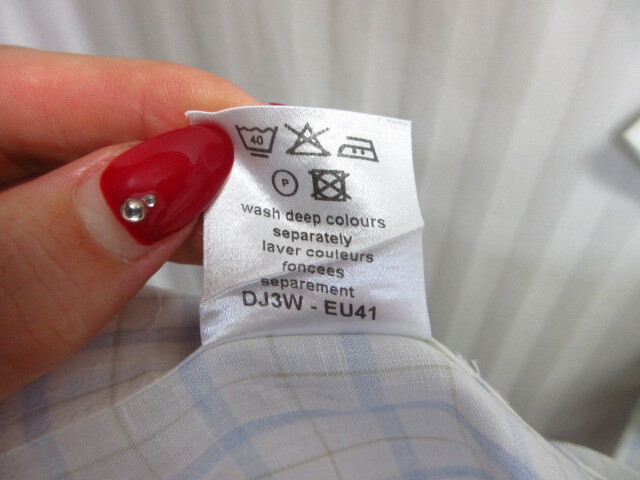 40
P
wash deep colours
separately
laver couleurs
foncees
separement
DJ3W - EU41